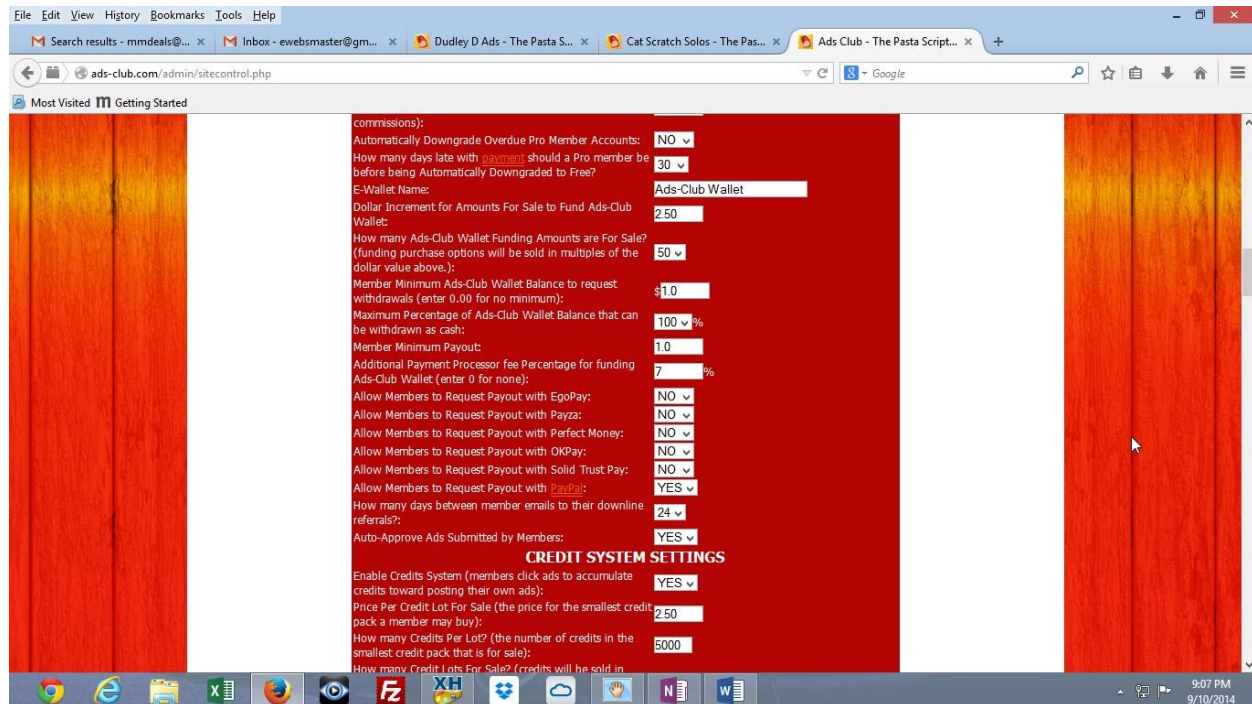 File Edit View History Bookmarks Tools Help
Search results - mmdeals@... × Inbox - ewebsmaster@gm... × Dudley D Ads - The Pasta S... × Cat Scratch Solos - The Pas... × Ads Club - The Pasta Script... × +
ads-club.com/admin/sitecontrol.php Google
Most Visited Getting Started
commissions):
Automatically Downgrade Overdue Pro Member Accounts: NO
How many days late with payment should a Pro member be
before being Automatically Downgraded to Free? 30
E-Wallet Name: Ads-Club Wallet
Dollar Increment for Amounts For Sale to Fund Ads-Club
Wallet: 2.50
How many Ads-Club Wallet Funding Amounts are For Sale?
(funding purchase options will be sold in multiples of the 50
dollar value above.):
Member Minimum Ads-Club Wallet Balance to request
withdrawals (enter 0.00 for no minimum): $1.0
Maximum Percentage of Ads-Club Wallet Balance that can
be withdrawn as cash: 100 %
Member Minimum Payout: 1.0
Additional Payment Processor fee Percentage for funding
Ads-Club Wallet (enter 0 for none): 7 %
Allow Members to Request Payout with EgoPay: NO
Allow Members to Request Payout with Payza: NO
Allow Members to Request Payout with Perfect Money: NO
Allow Members to Request Payout with OKPay: NO
Allow Members to Request Payout with Solid Trust Pay: NO
Allow Members to Request Payout with PayPal: YES
How many days between member emails to their downline
referrals?: 24
Auto-Approve Ads Submitted by Members: YES
CREDIT SYSTEM SETTINGS
Enable Credits System (members click ads to accumulate
credits toward posting their own ads): YES
Price Per Credit Lot For Sale (the price for the smallest credit
pack a member may buy): 2.50
How many Credits Per Lot? (the number of credits in the
smallest credit pack that is for sale): 5000
How many Credit Lots For Sale? (credits will be sold in
9:07 PM
9/10/2014